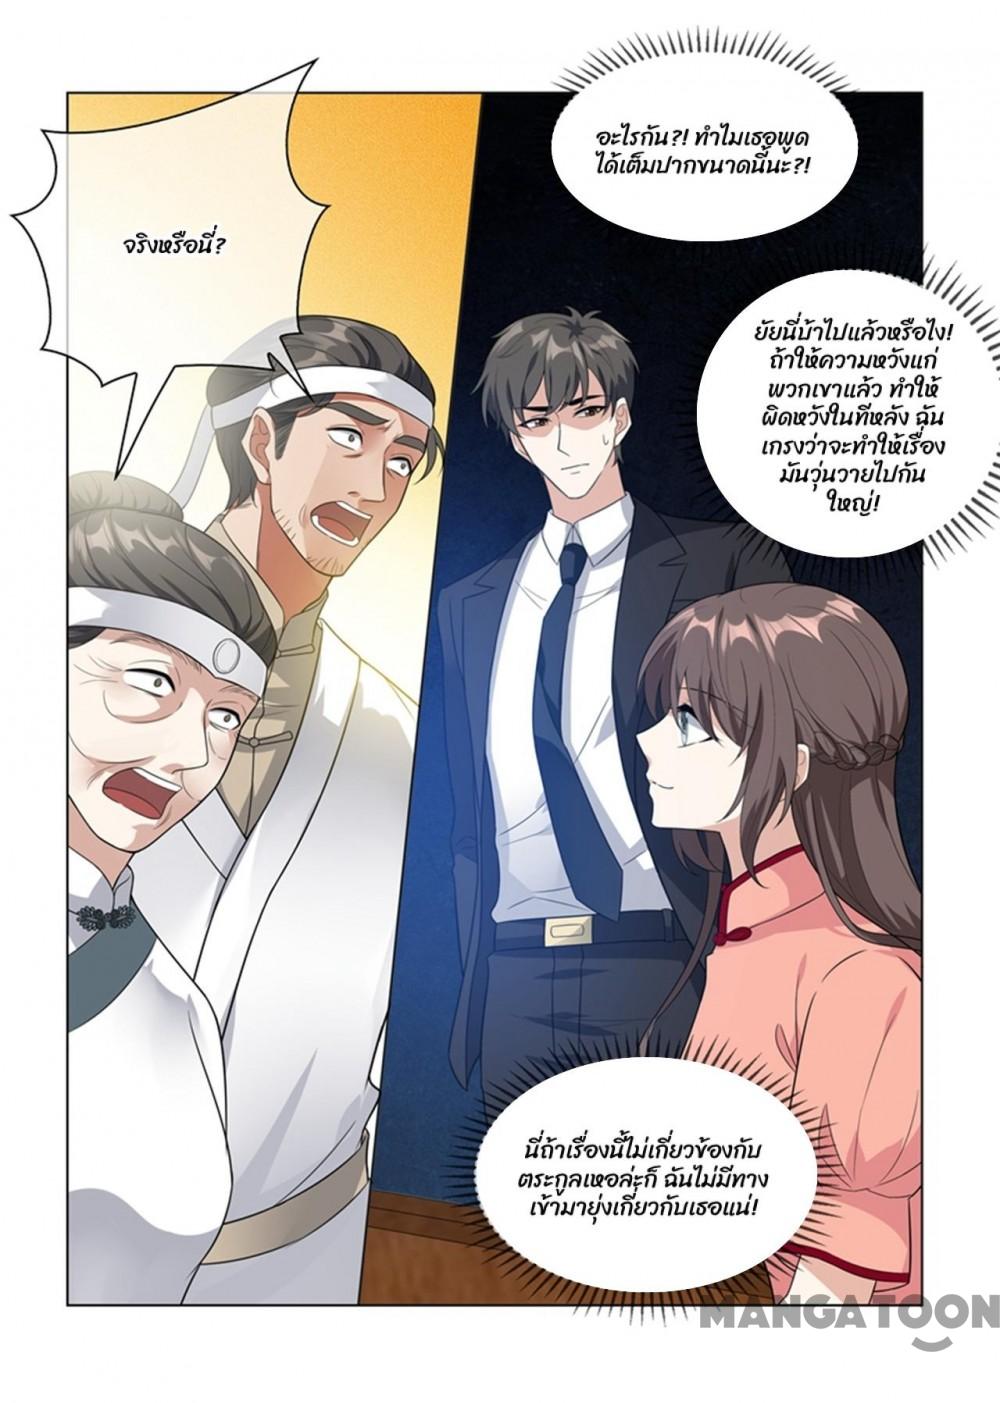 อะไรกัน?! ทำไมเธอพูด
ได้เต็มปากขนาดนี้นะ?!
จริงหรือนี่?
ยัยนี่บ้าไปแล้วหรือไง!
ถ้าให้ความหวังแก่
พวกเขาแล้ว ทำให้
ผิดหวังในทีหลัง ฉัน
เกรงว่าจะทำให้เรื่อง
มันวุ่นวายไปกัน
ใหญ่!
นี่ถ้าเรื่องนี้ไม่เกี่ยวข้องกับ
ตระกูลเหอล่ะก็ ฉันไม่มีทาง
เข้ามายุ่งเกี่ยวกับเธอแน่!
MANGATOON